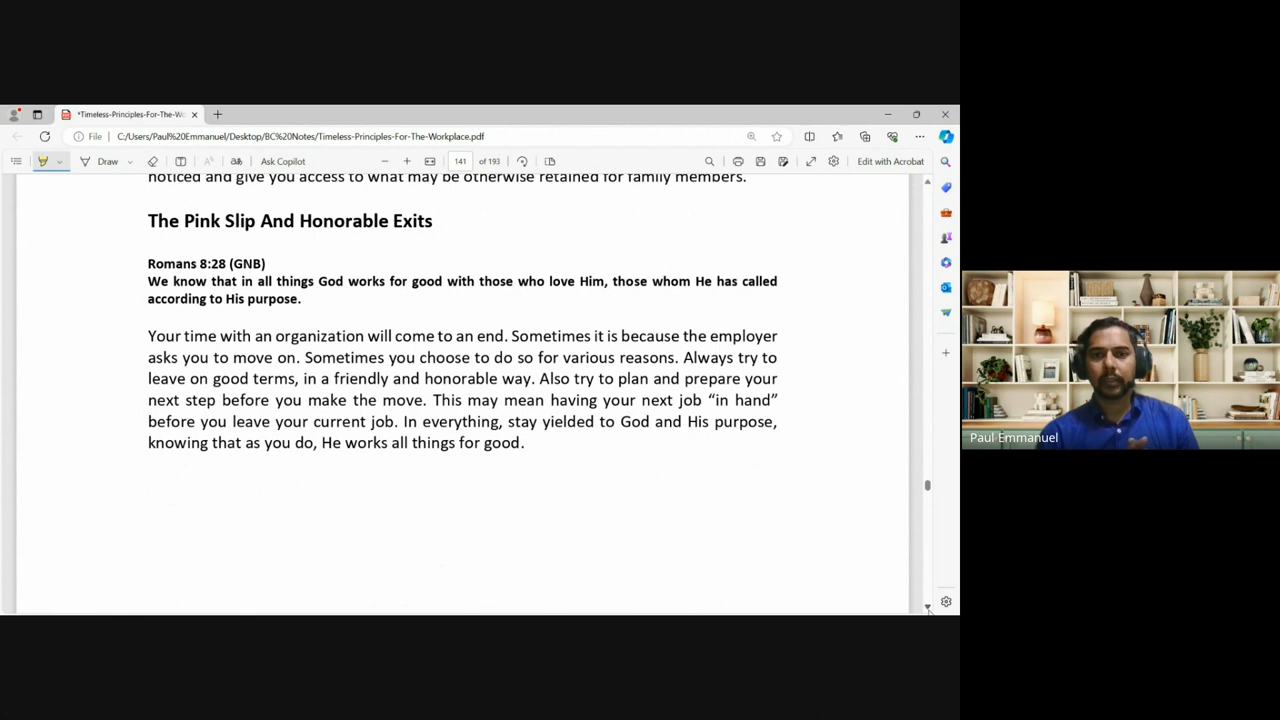 *Timeless-Principles-For-The-Wo
File
C:/Users/Paul%20Emmanuel/Desktop/BC%20Notes/Timeless-Principles-For-The-Workplace.pdf
Draw
Ask Copilot
141 of 193
Edit with Acrobat
noticed and give you access to what may be otherwise retained for family members.
The Pink Slip And Honorable Exits
Romans 8:28 (GNB)
We know that in all things God works for good with those who love Him, those whom He has called
according to His purpose.
Your time with an organization will come to an end. Sometimes it is because the employer
asks you to move on. Sometimes you choose to do so for various reasons. Always try to
leave on good terms, in a friendly and honorable way. Also try to plan and prepare your
next step before you make the move. This may mean having your next job “in hand”
before you leave your current job. In everything, stay yielded to God and His purpose,
knowing that as you do, He works all things for good.
Paul Emmanuel